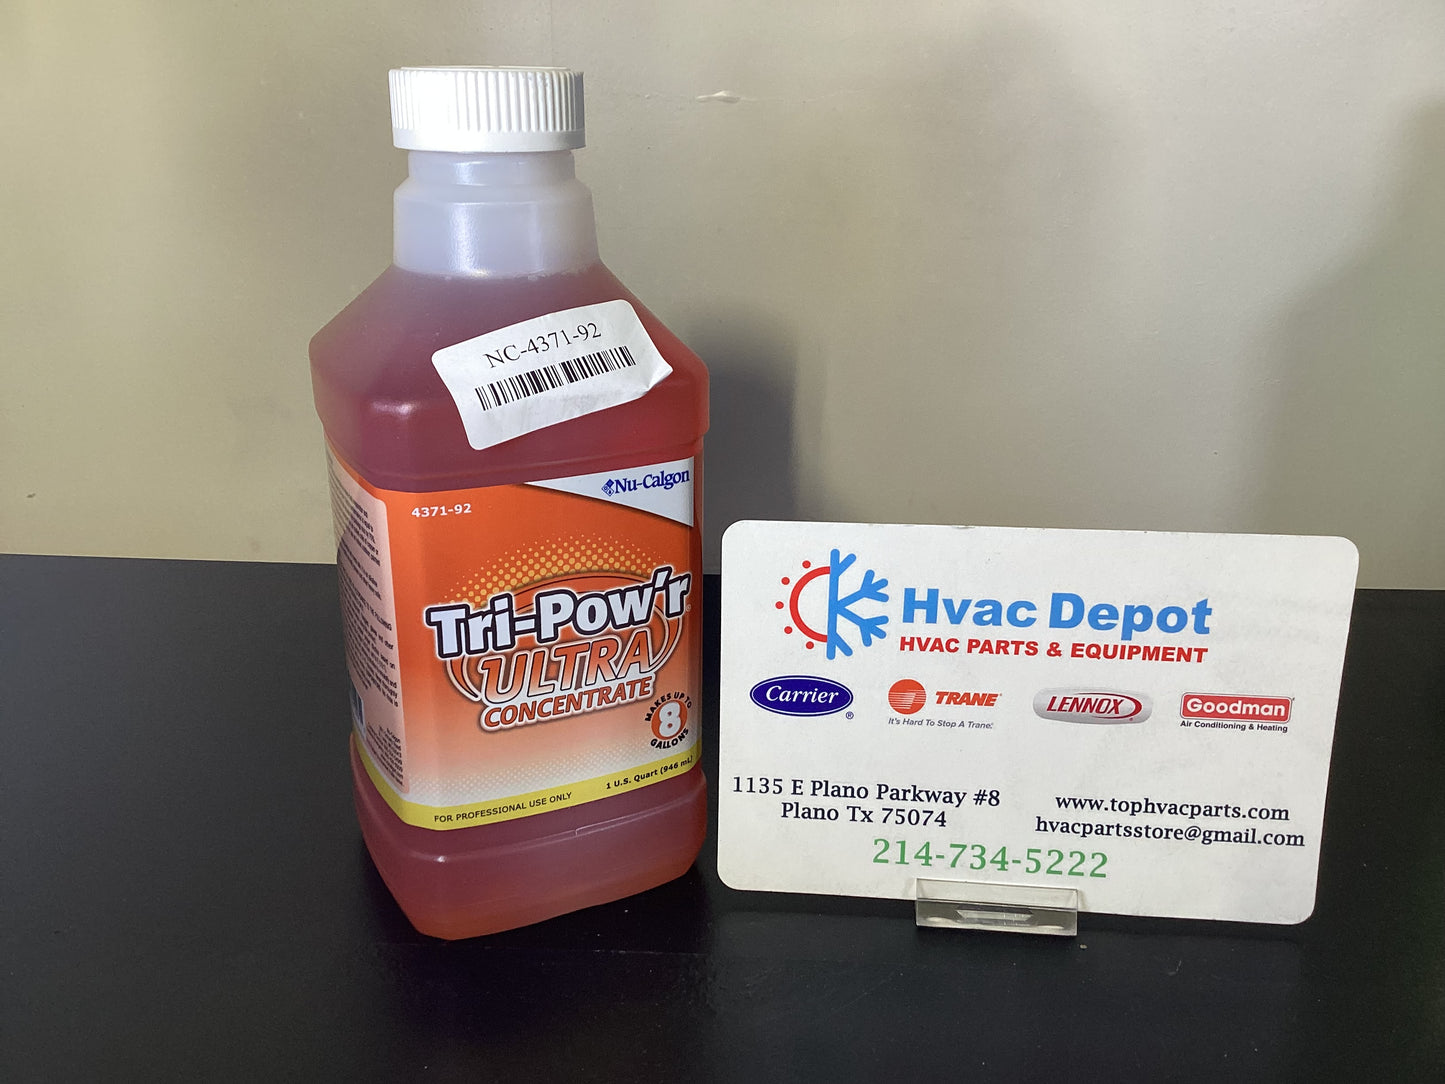 NC-4371-92
Nu-Calgon
4371-92
Tri-Pow'r®
ULTRA
CONCENTRATE
MAKES UP TO
8
GALLONS
1 U.S. Quart (946 mL)
FOR PROFESSIONAL USE ONLY
Hvac Depot
HVAC PARTS & EQUIPMENT
Carrier®
TRANE®
It's Hard To Stop A Trane.
LENNOX
Goodman
Air Conditioning & Heating
1135 E Plano Parkway #8
Plano Tx 75074
www.tophvacparts.com
hvacpartsstore@gmail.com
214-734-5222